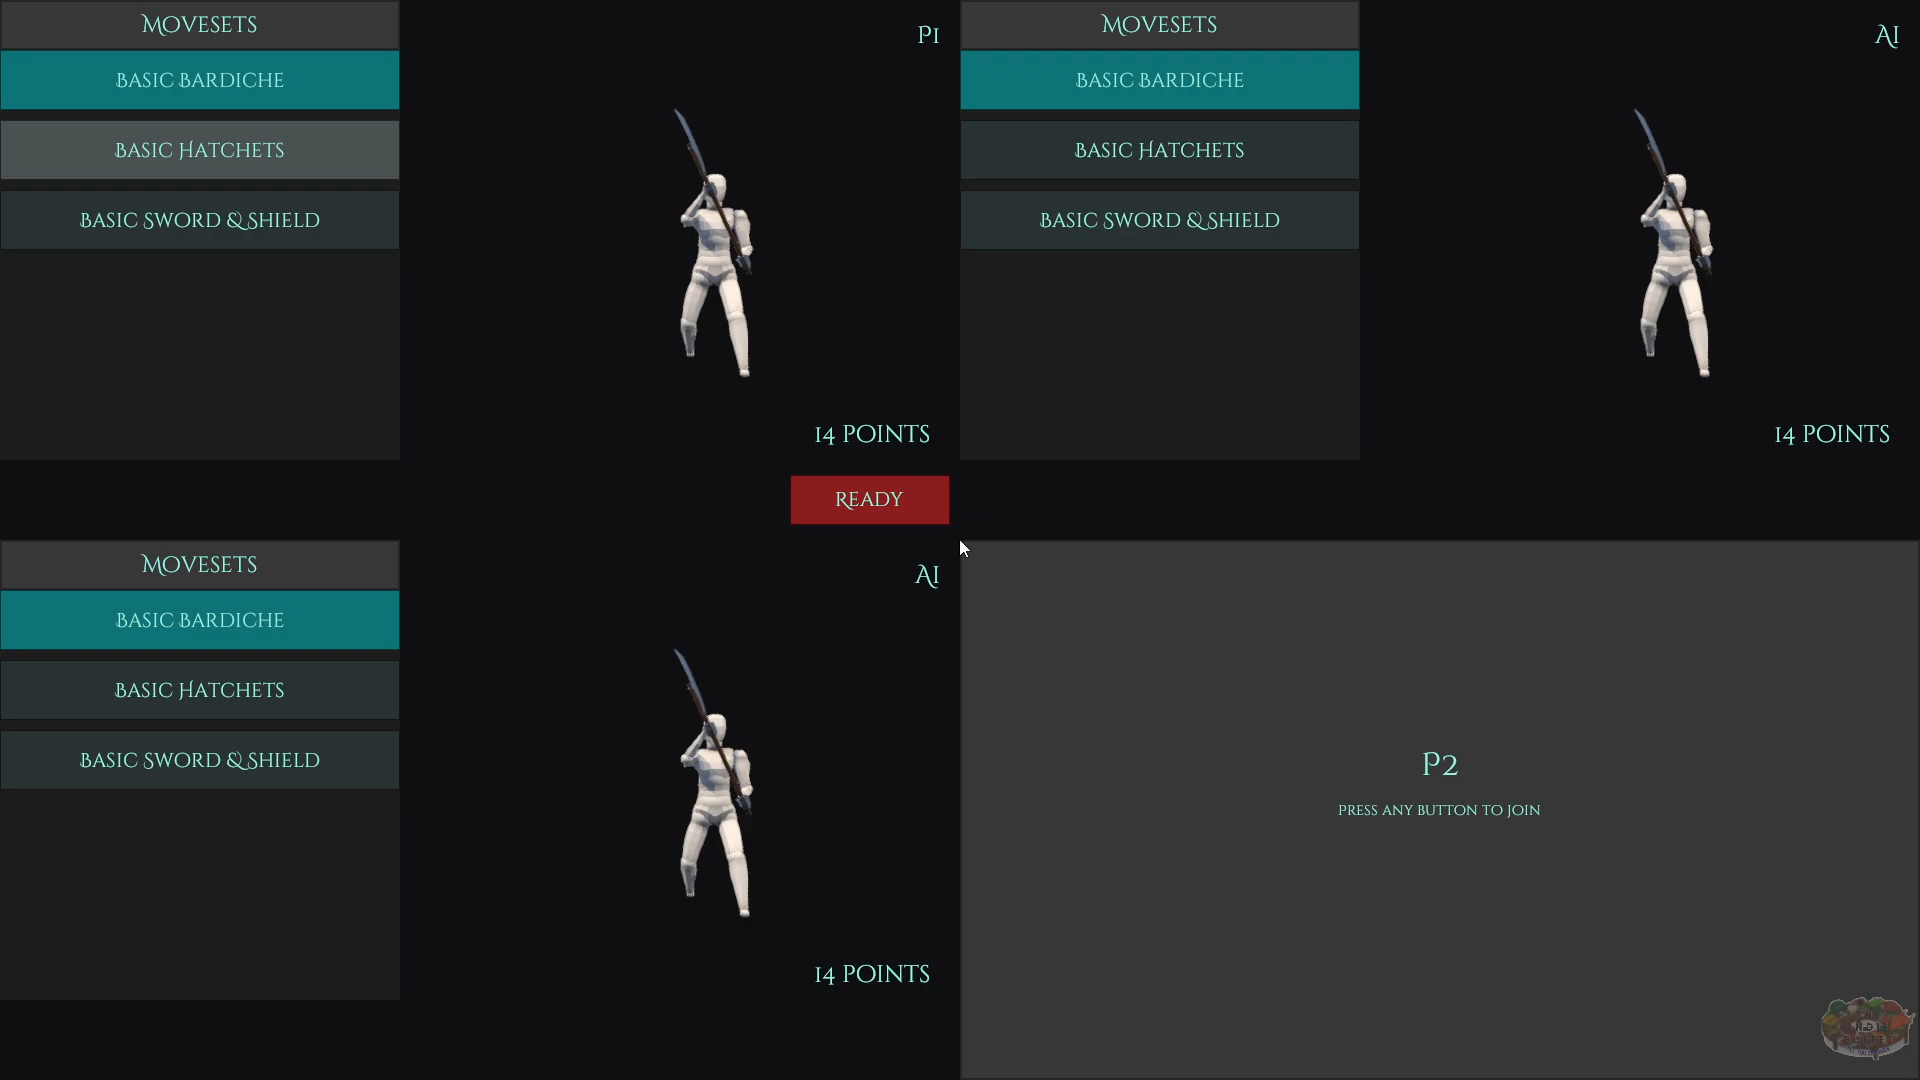 Movesets
P1
Basic Bardiche
Basic Hatchets
Basic Sword & Shield
14 points
Ready
Movesets
AI
Basic Bardiche
Basic Hatchets
Basic Sword & Shield
14 points
Movesets
AI
Basic Bardiche
Basic Hatchets
Basic Sword & Shield
14 points
P2
Press any button to join